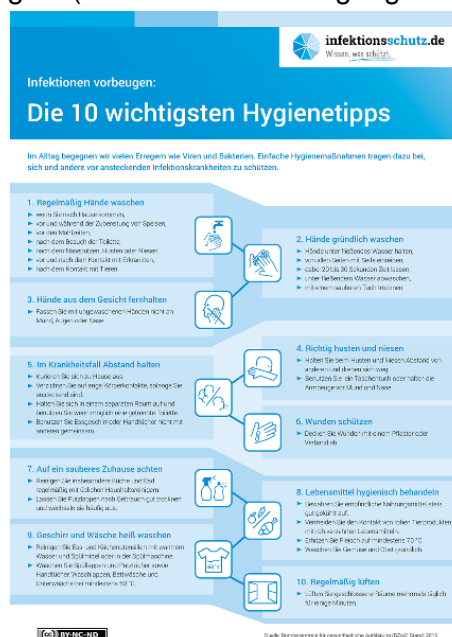 infektionsschutz.de
Wissen, was schützt.
Infektionen vorbeugen:
Die 10 wichtigsten Hygienetipps
Im Alltag begegnen wir vielen Erregern wie Viren und Bakterien. Einfache Hygienemaßnahmen tragen dazu bei,
sich und andere vor ansteckenden Infektionskrankheiten zu schützen.
1. Regelmäßig Hände waschen
► wenn Sie nach Hause kommen,
► vor und während der Zubereitung von Speisen,
► vor den Mahlzeiten,
► nach dem Besuch der Toilette,
► nach dem Naseputzen, Husten oder Niesen,
► vor und nach dem Kontakt mit Erkrankten,
► nach dem Kontakt mit Tieren
2. Hände gründlich waschen
► Hände unter fließendes Wasser halten,
► von allen Seiten mit Seife einreiben,
► dabei 20 bis 30 Sekunden Zeit lassen,
► unter fließendem Wasser abwaschen,
► mit einem sauberen Tuch trocknen
3. Hände aus dem Gesicht fernhalten
► Fassen Sie mit ungewaschenen Händen nicht an
Mund, Augen oder Nase
4. Richtig husten und niesen
► Halten Sie beim Husten und Niesen Abstand von
anderen und drehen sich weg
► Benutzen Sie ein Taschentuch oder halten die
Armbeuge vor Mund und Nase
5. Im Krankheitsfall Abstand halten
► Kurieren Sie sich zu Hause aus
► Verzichten Sie auf enge Körperkontakte, solange Sie
ansteckend sind
► Halten Sie sich in einem separaten Raum auf und
benutzen Sie wenn möglich eine getrennte Toilette
► Benutzen Sie Essgeschirr oder Handtücher nicht mit
anderen gemeinsam
6. Wunden schützen
► Decken Sie Wunden mit einem Pflaster oder
Verband ab
7. Auf ein sauberes Zuhause achten
► Reinigen Sie insbesondere Küche und Bad
regelmäßig mit üblichen Haushaltsreinigern
► Lassen Sie Putzlappen nach Gebrauch gut trocknen
und wechseln sie häufig aus
8. Lebensmittel hygienisch behandeln
► Bewahren Sie empfindliche Nahrungsmittel stets
gut gekühlt auf
► Vermeiden Sie den Kontakt von rohen Tierprodukten
mit roh verzehrten Lebensmitteln
► Erhitzen Sie Fleisch auf mindestens 70 °C
► Waschen Sie Gemüse und Obst gründlich
9. Geschirr und Wäsche heiß waschen
► Reinigen Sie Ess- und Küchenutensilien mit warmem
Wasser und Spülmittel oder in der Spülmaschine
► Waschen Sie Spüllappen und Putztücher sowie
Handtücher, Waschlappen, Bettwäsche und
Unterwäsche bei mindestens 60 °C
60°C
10. Regelmäßig lüften
► Lüften Sie geschlossene Räume mehrmals täglich
für einige Minuten
cc BY-NC-ND
Quelle: Bundeszentrale für gesundheitliche Aufklärung (BZgA)